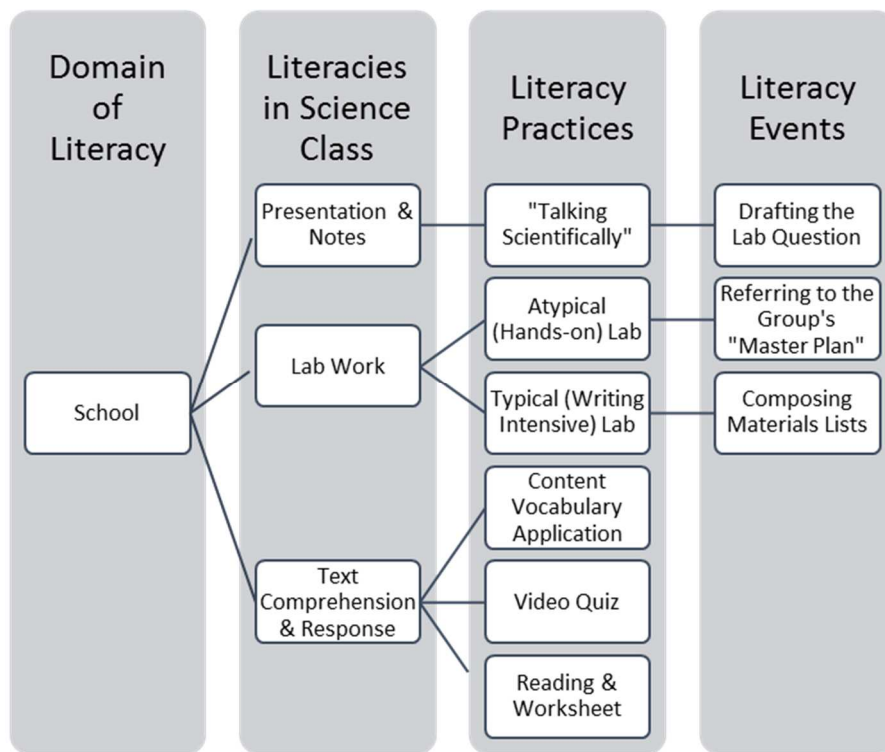 Domain
of
Literacy
School
Literacies
in Science
Class
Presentation &
Notes
Lab Work
Text
Comprehension
& Response
Literacy
Practices
"Talking
Scientifically"
Atypical
(Hands-on) Lab
Typical (Writing
Intensive) Lab
Content
Vocabulary
Application
Video Quiz
Reading &
Worksheet
Literacy
Events
Drafting the
Lab Question
Referring to the
Group's
"Master Plan"
Composing
Materials Lists